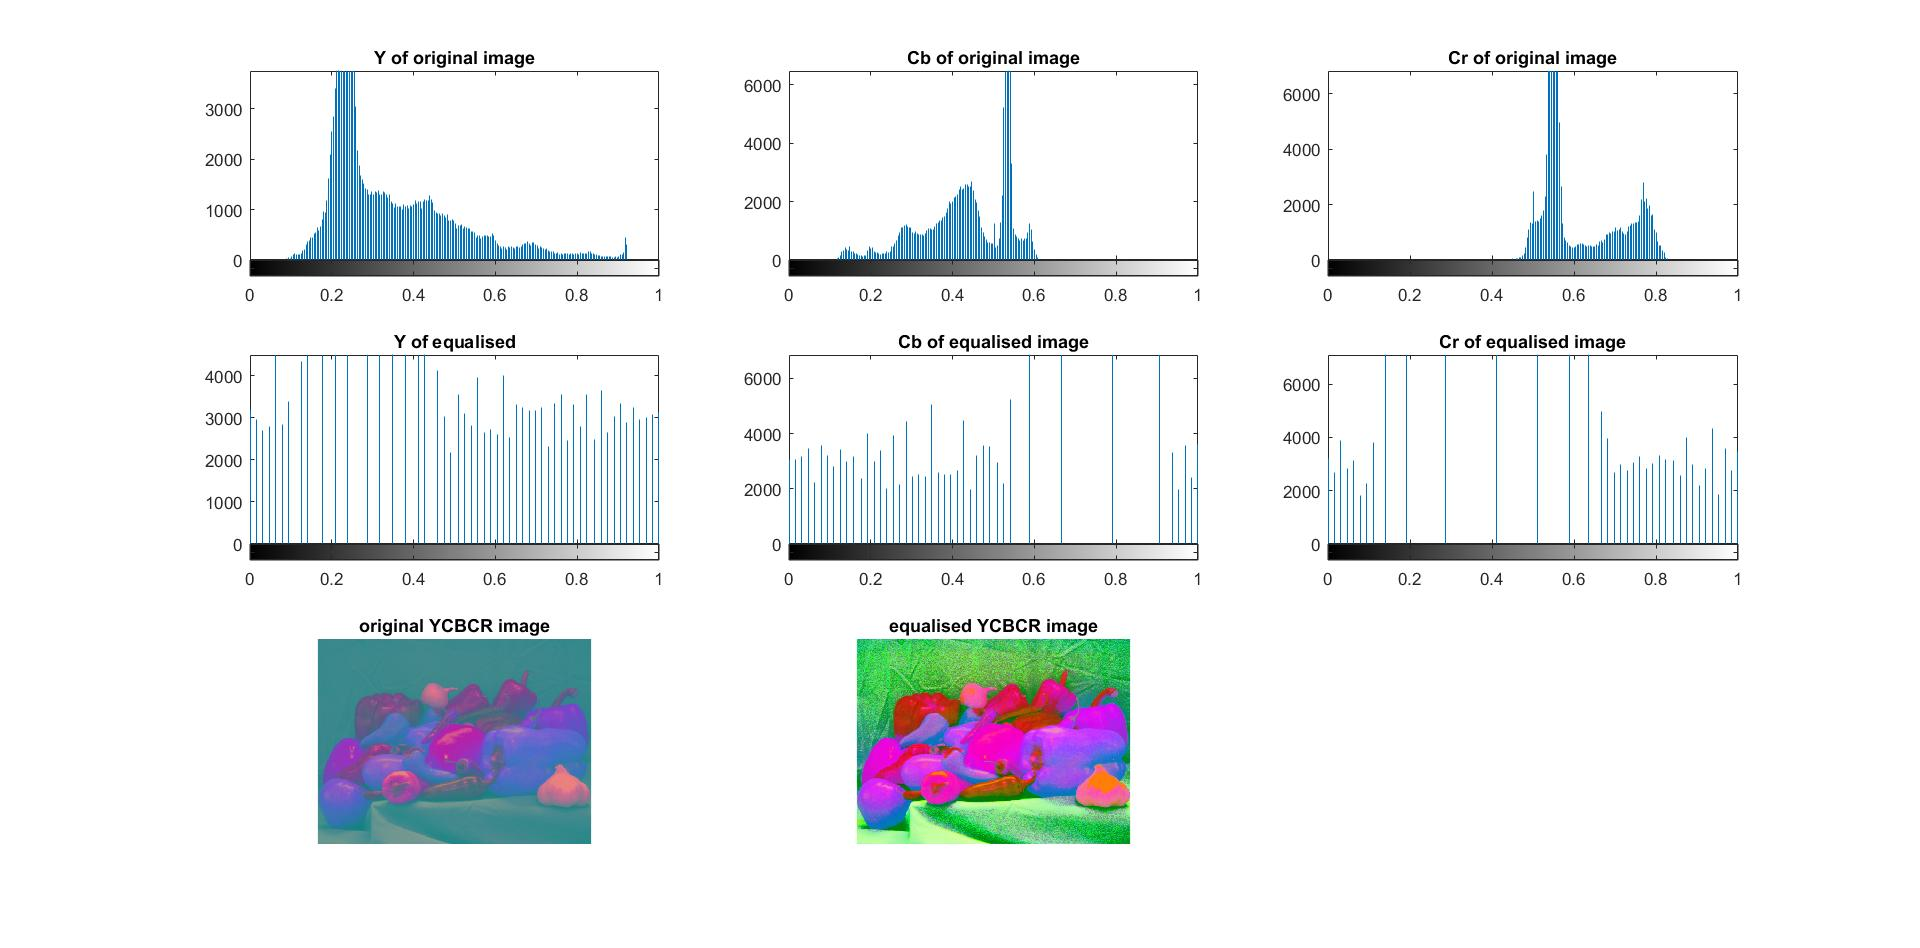 Y of original image
Cb of original image
Cr of original image
3000
2000
1000
0
0 0.2 0.4 0.6 0.8 1
6000
4000
2000
0
0 0.2 0.4 0.6 0.8 1
6000
4000
2000
0
0 0.2 0.4 0.6 0.8 1
Y of equalised
Cb of equalised image
Cr of equalised image
4000
3000
2000
1000
0
0 0.2 0.4 0.6 0.8 1
6000
4000
2000
0
0 0.2 0.4 0.6 0.8 1
6000
4000
2000
0
0 0.2 0.4 0.6 0.8 1
original YCBCR image
equalised YCBCR image